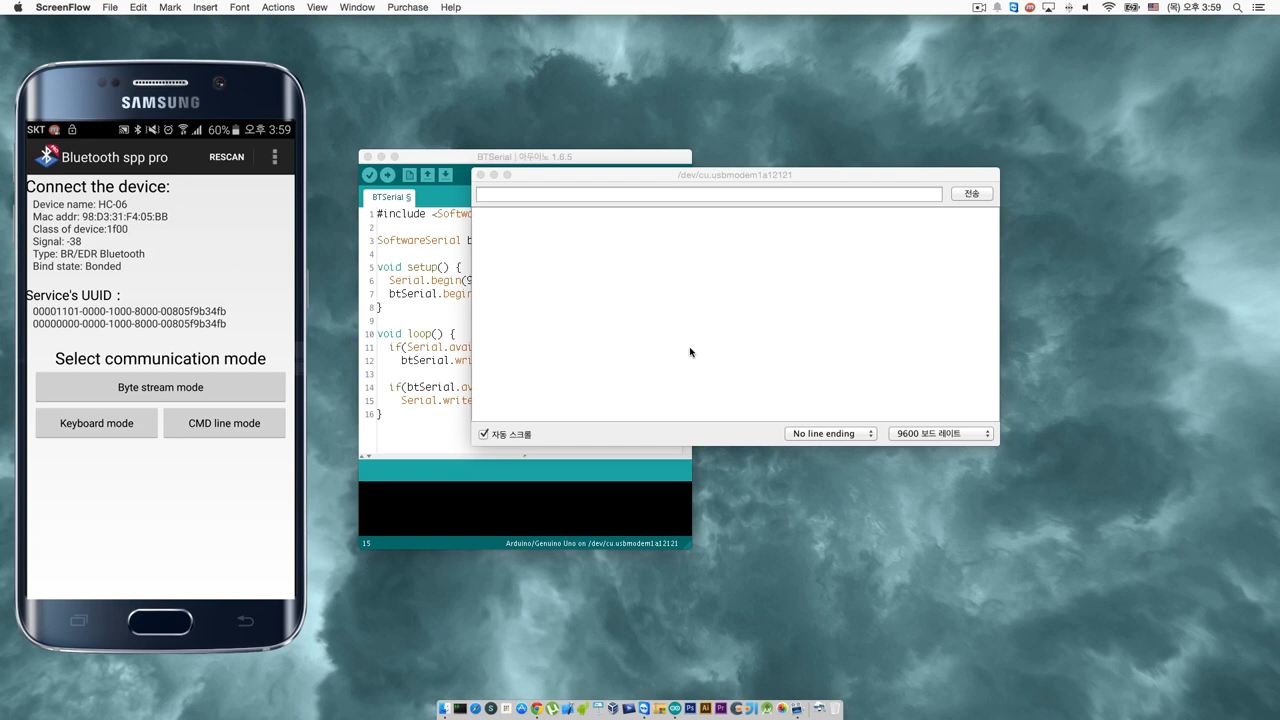 ScreenFlow File Edit Mark Insert Font Actions View Window Purchase Help
(목) 오후 3:59
SAMSUNG
SKT 60% 오후 3:59
Bluetooth spp pro RESCAN
Connect the device:
Device name: HC-06
Mac addr: 98:D3:31:F4:05:BB
Class of device:1f00
Signal: -38
Type: BR/EDR Bluetooth
Bind state: Bonded
Service's UUID :
00001101-0000-1000-8000-00805f9b34fb
00000000-0000-1000-8000-00805f9b34fb
Select communication mode
Byte stream mode
Keyboard mode CMD line mode
BTSerial | 아두이노 1.6.5
BTSerial §
1 #include <Softw
2
3 SoftwareSerial b
4
5 void setup() {
6 Serial.begin(9
7 btSerial.begin
8 }
9
10 void loop() {
11 if(Serial.avai
12 btSerial.wri
13
14 if(btSerial.av
15 Serial.write
16 }
15 Arduino/Genuino Uno on /dev/cu.usbmodem1a12121
/dev/cu.usbmodem1a12121
전송
자동 스크롤 No line ending 9600 보드 레이트